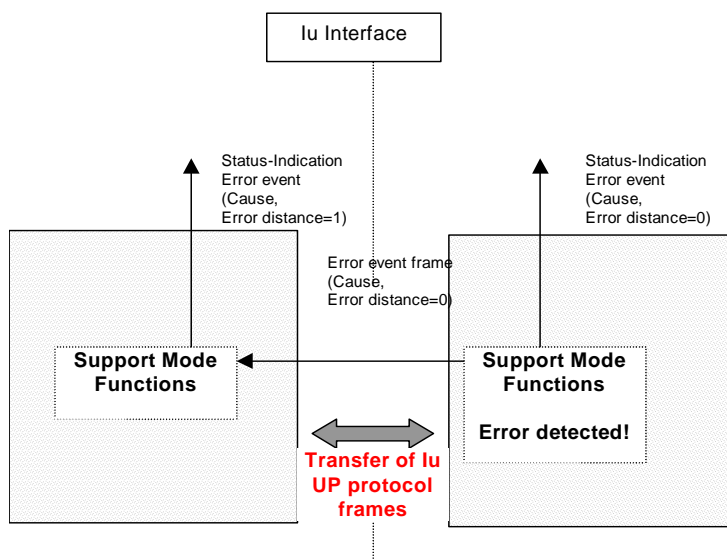 Iu Interface
Status-Indication
Error event
(Cause,
Error distance=1)
Status-Indication
Error event
(Cause,
Error distance=0)
Error event frame
(Cause,
Error distance=0)
Support Mode
Functions
Support Mode
Functions
Error detected!
Transfer of Iu
UP protocol
frames